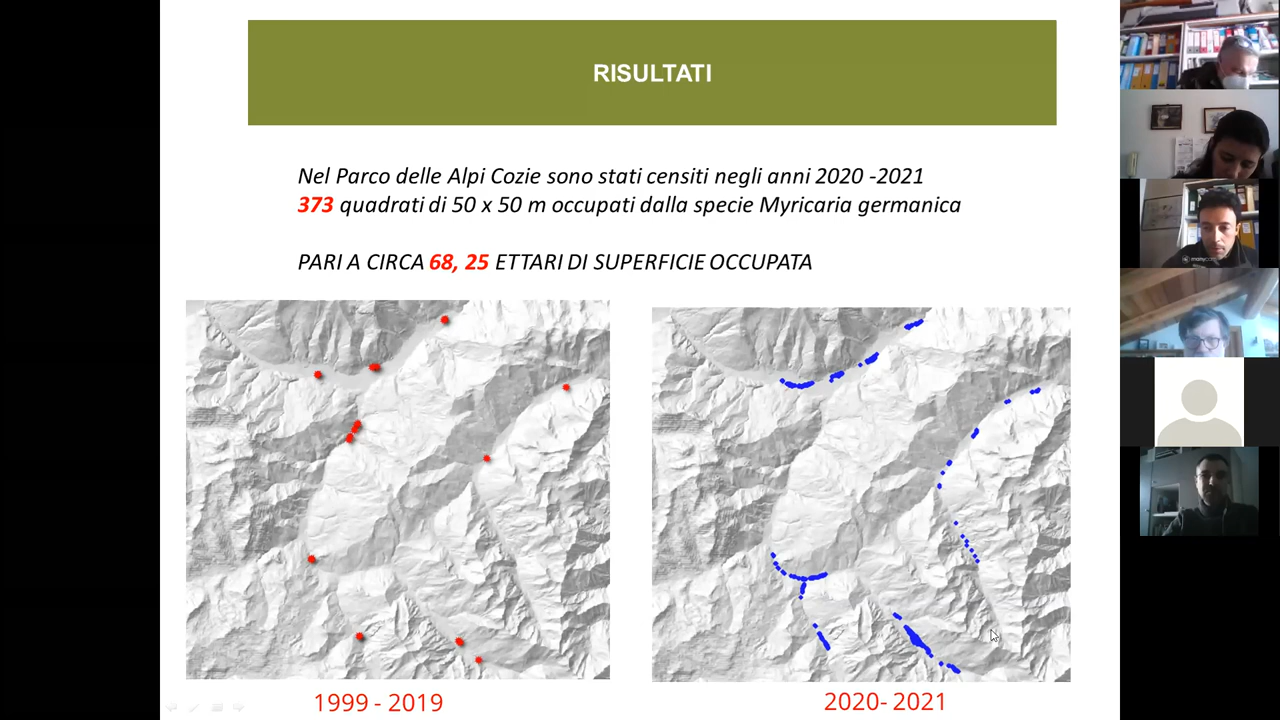 RISULTATI
Nel Parco delle Alpi Cozie sono stati censiti negli anni 2020 -2021
373 quadrati di 50 x 50 m occupati dalla specie Myricaria germanica
PARI A CIRCA 68, 25 ETTARI DI SUPERFICIE OCCUPATA
1999 - 2019
2020- 2021